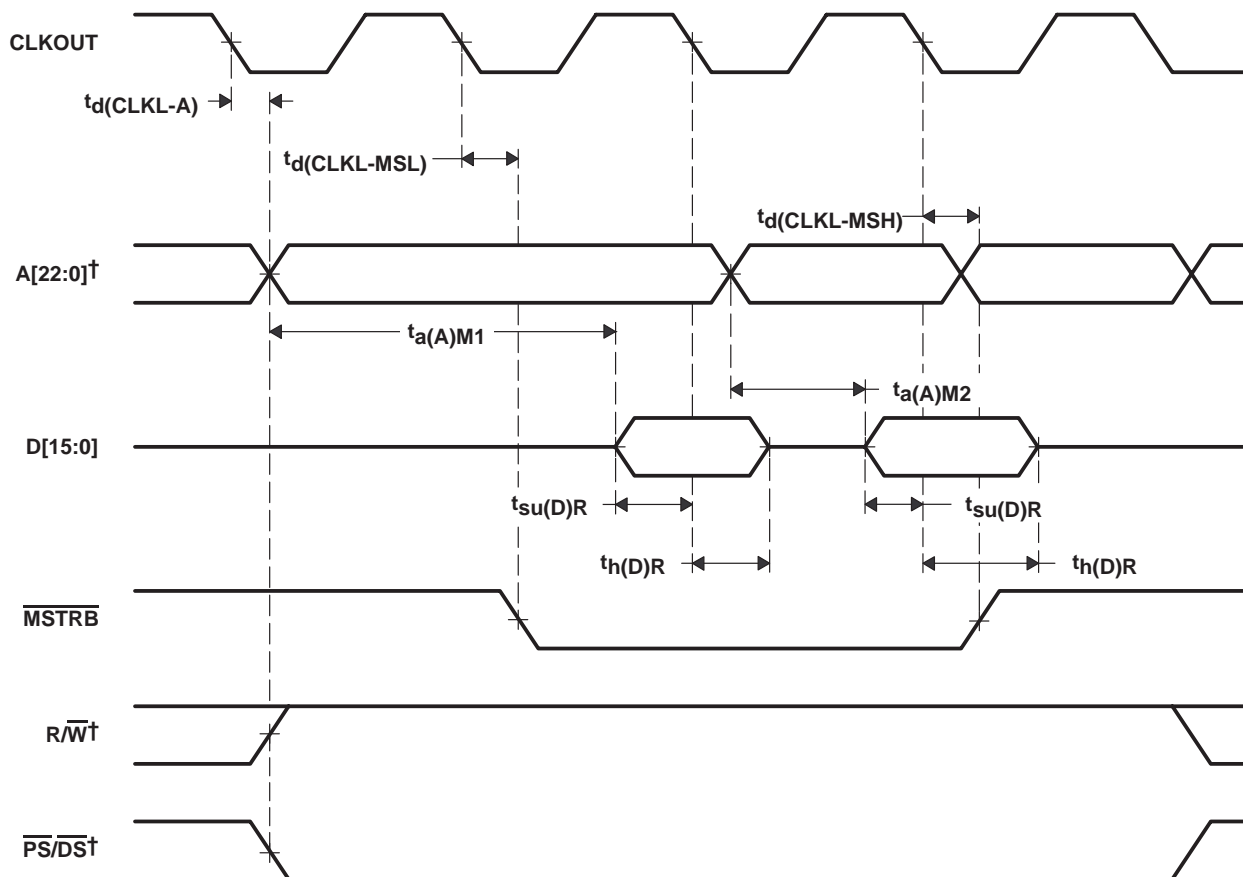 CLKOUT
td(CLKL-A)
td(CLKL-MSL)
td(CLKL-MSH)
A[22:0]†
ta(A)M1
ta(A)M2
D[15:0]
tsu(D)R
tsu(D)R
th(D)R
th(D)R
MSTRB
R/W†
PS/DS†